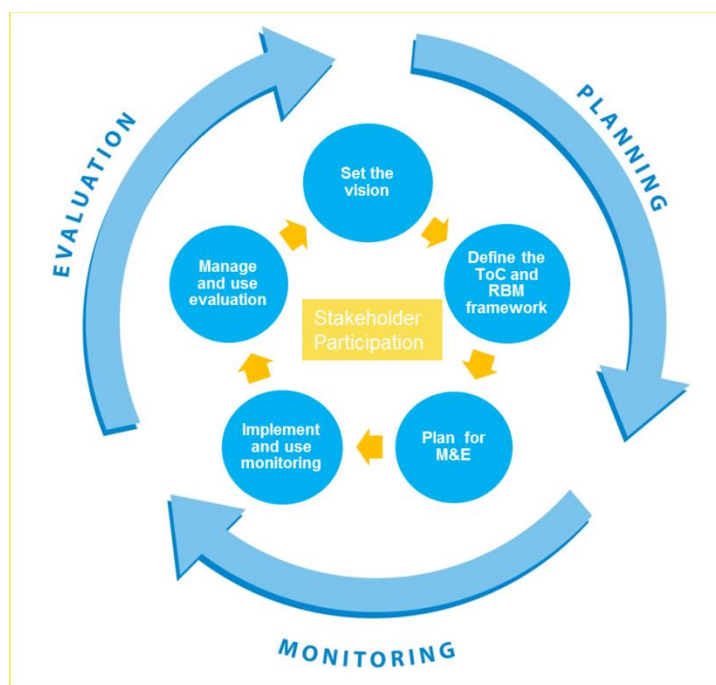 PLANNING
EVALUATION
Set the
vision
Define the
ToC and
RBM
framework
Manage
and use
evaluation
Stakeholder
Participation
Implement
and use
monitoring
Plan for
M&E
MONITORING